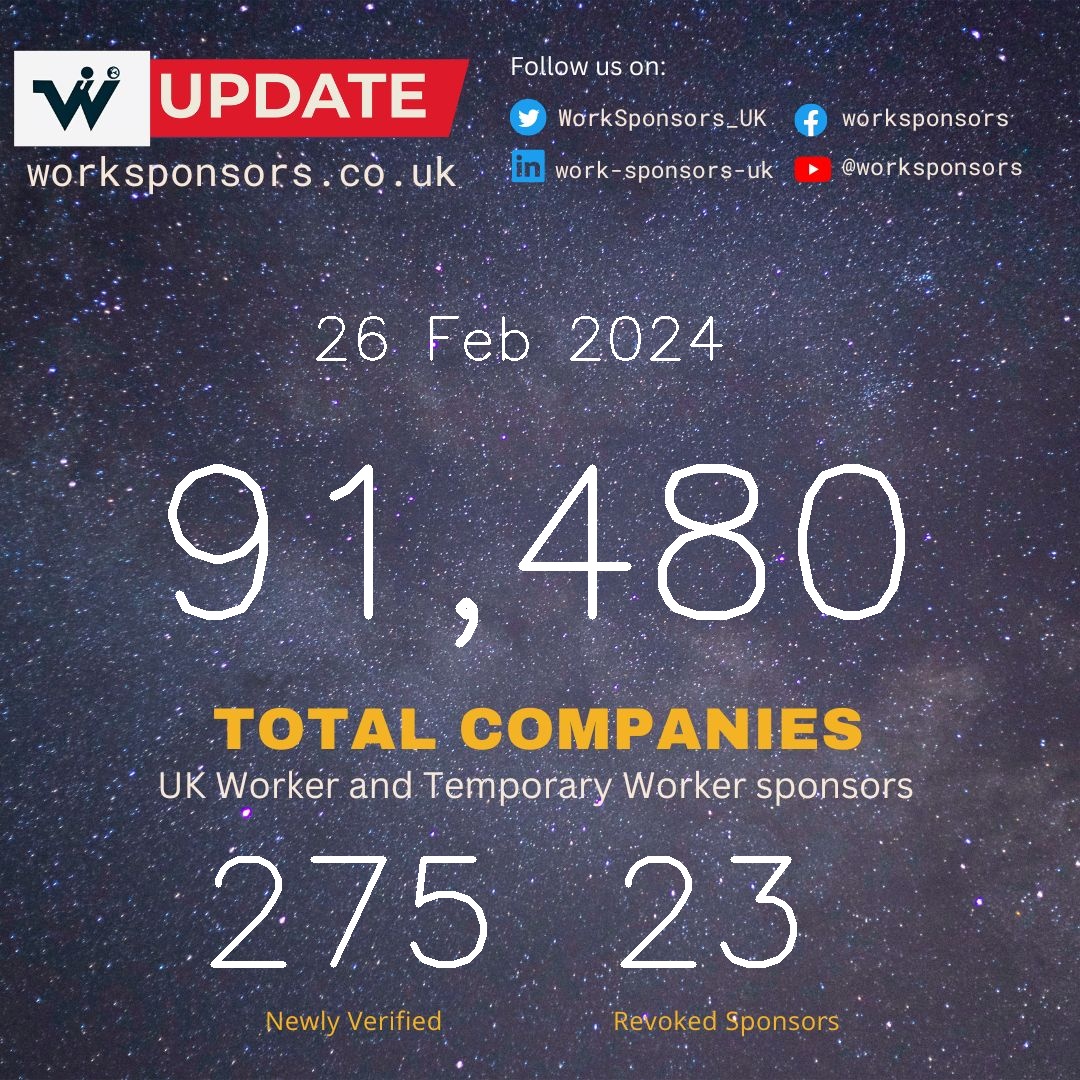 UPDATE
worksponsors.co.uk
Follow us on:
WorkSponsors_UK
worksponsors
work-sponsors-uk
@worksponsors
26 Feb 2024
91,480
TOTAL COMPANIES
UK Worker and Temporary Worker sponsors
275 23
Newly Verified Revoked Sponsors